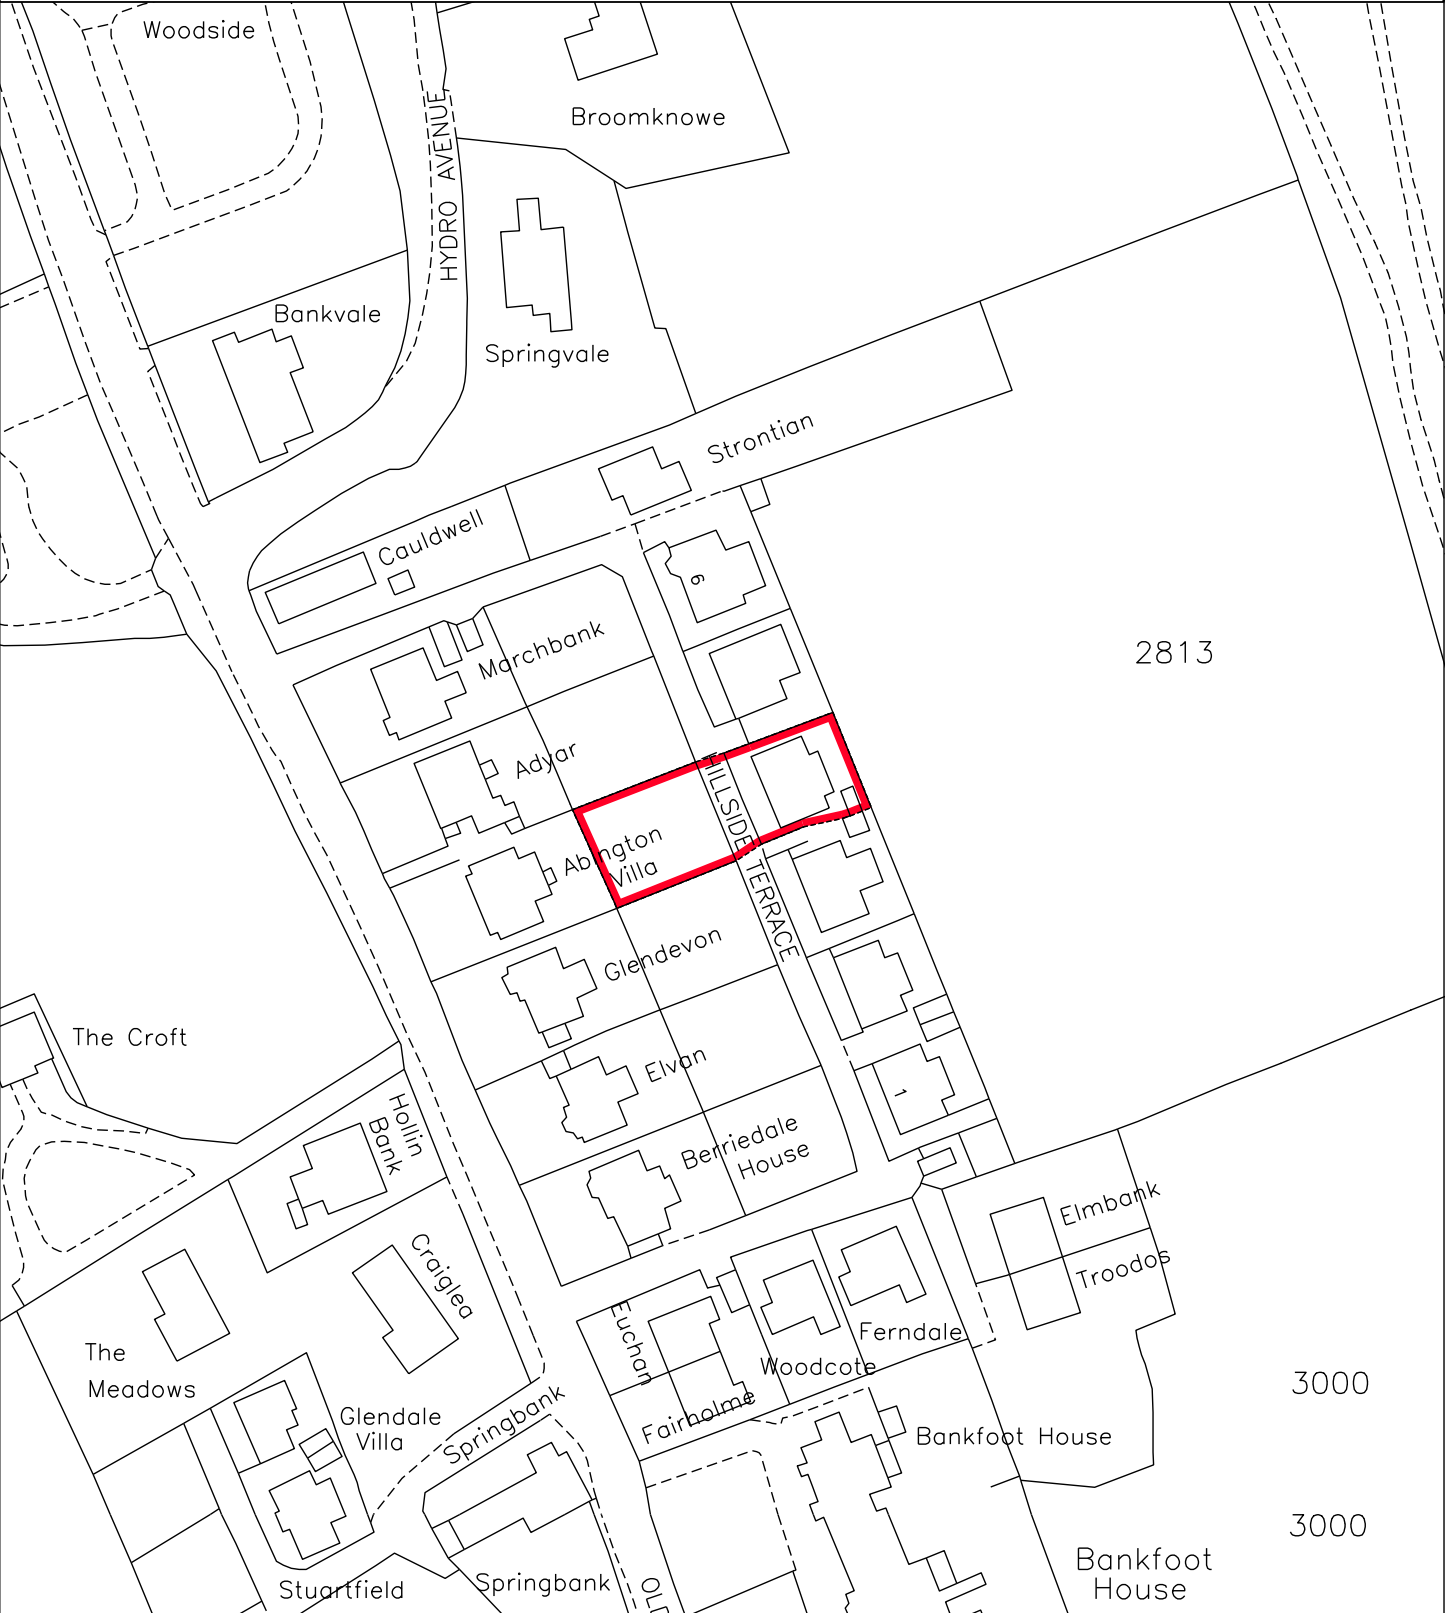 Woodside
Broomknowe
HYDRO AVENUE
Bankvale
Springvale
Strontian
Cauldwell
6
Marchbank
2813
Adyar
HILLSIDE TERRACE
Abington
Villa
Glendevon
The Croft
Elvan
1
Hollin
Bank
Berriedale
House
Elmbank
Craiglea
Troodos
Euchan
Ferndale
The
Meadows
Woodcote
3000
Glendale
Villa
Springbank
Fairholme
Bankfoot House
3000
Bankfoot
House
Stuartfield
Springbank